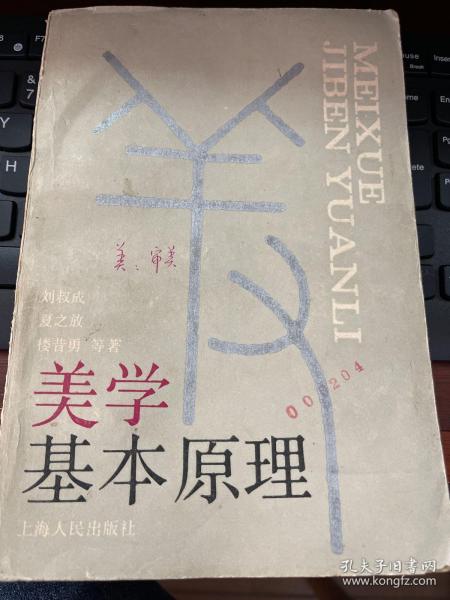 MEIXUE
JIBEN YUANLI
美：审美
刘叔成
夏之放
楼昔勇 等著
000204
美学
基本原理
上海人民出版社
孔夫子旧书网
www.kongfz.com